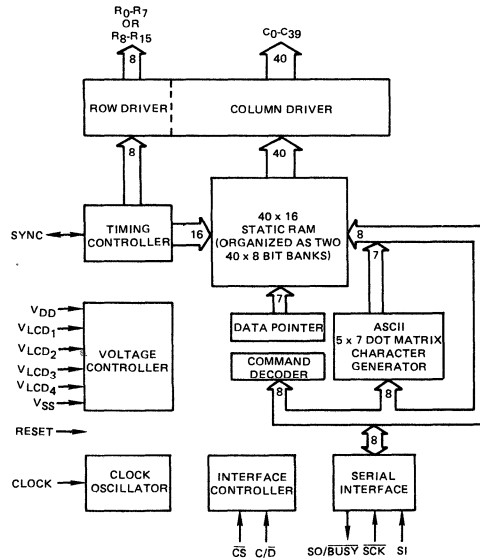 R0-R7
OR
R8-R15
C0-C39
8
40
ROW DRIVER
COLUMN DRIVER
8
40
SYNC
TIMING
CONTROLLER
16
40 x 16
STATIC RAM
(ORGANIZED AS TWO
40 x 8 BIT BANKS)
8
7
7
VDD
VLCD1
VLCD2
VLCD3
VLCD4
VSS
VOLTAGE
CONTROLLER
DATA POINTER
COMMAND
DECODER
ASCII
5 x 7 DOT MATRIX
CHARACTER
GENERATOR
8
8
RESET
8
CLOCK
CLOCK
OSCILLATOR
INTERFACE
CONTROLLER
SERIAL
INTERFACE
C̅S̅
C/D̅
SO/B̅U̅S̅Y̅
S̅C̅K̅
SI